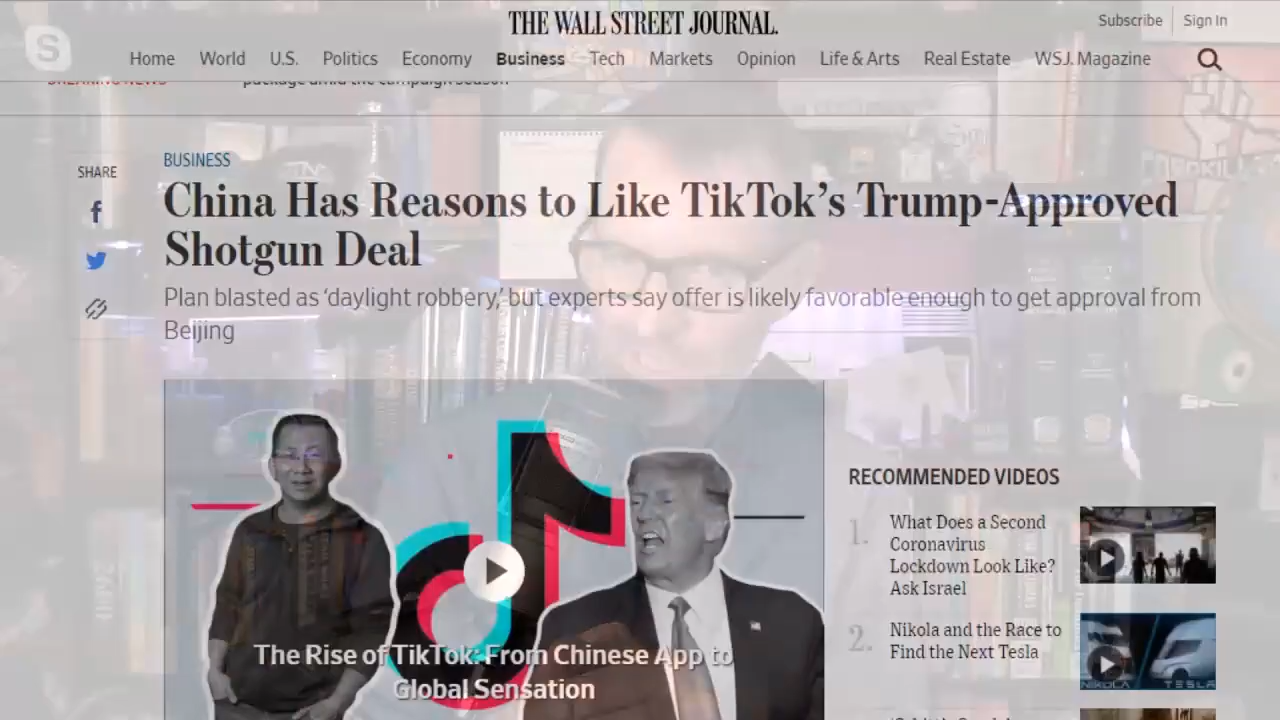 THE WALL STREET JOURNAL.
Subscribe
Sign In
S
Home World U.S. Politics Economy Business Tech Markets Opinion Life & Arts Real Estate WSJ. Magazine
BREAKING NEWS package amid the campaign season
BUSINESS
SHARE
China Has Reasons to Like TikTok’s Trump-Approved
Shotgun Deal
Plan blasted as ‘daylight robbery,’ but experts say offer is likely favorable enough to get approval from
Beijing
RECOMMENDED VIDEOS
1. What Does a Second
Coronavirus
Lockdown Look Like?
Ask Israel
2. Nikola and the Race to
Find the Next Tesla
NIKOLA TESLA
The Rise of TikTok: From Chinese App to
Global Sensation